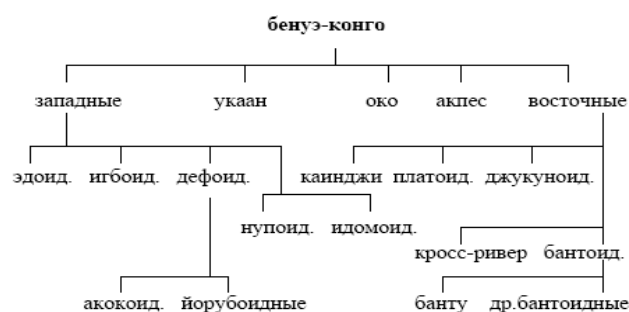 бенуэ-конго
западные укаан око акпес восточные
эдоид. игбоид. дефоид. каинджи платоид. джукуноид.
нупоид. идомоид.
кросс-ривер бантоид.
акокоид. йорубоидные банту др.бантоидные